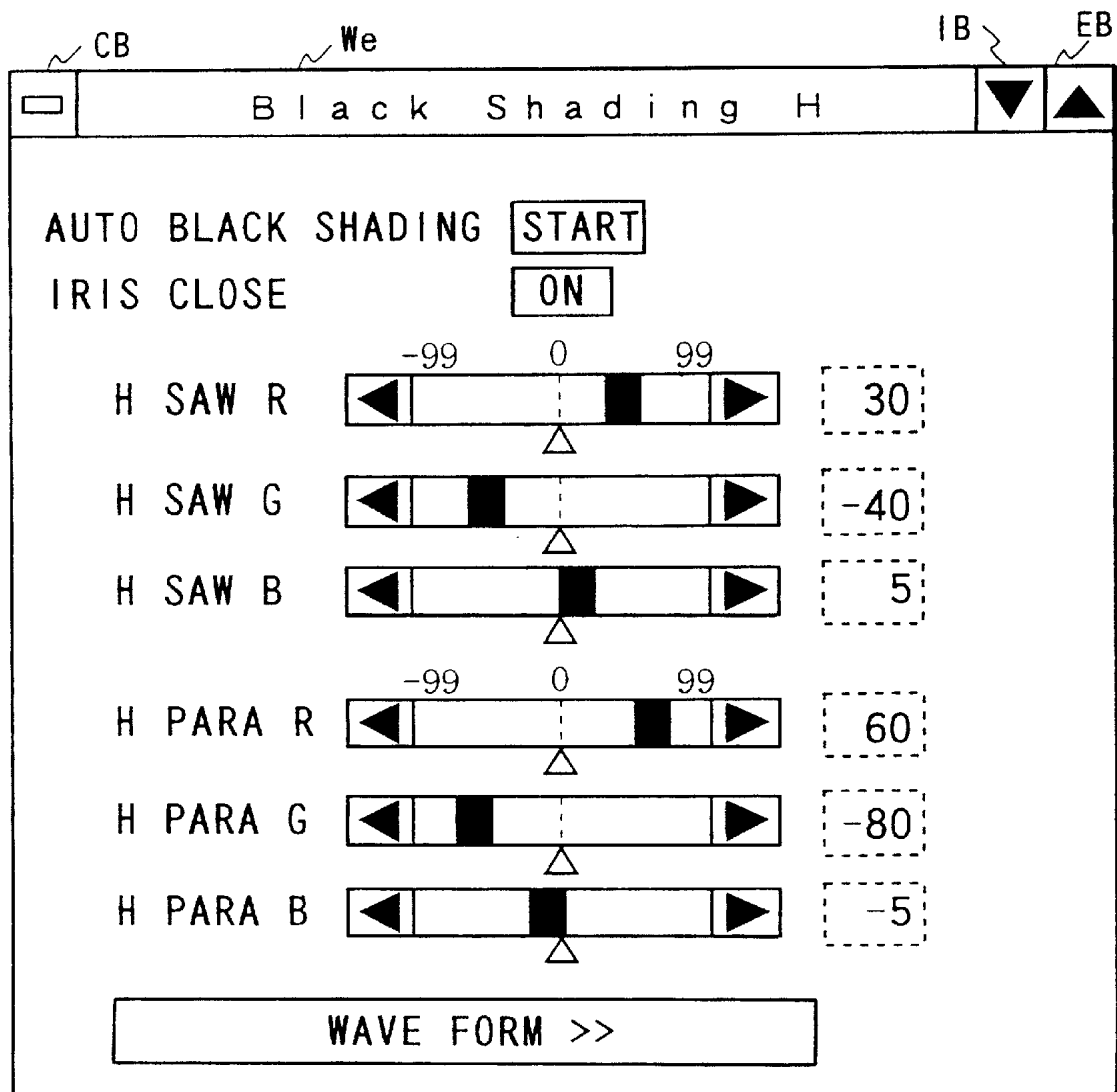 CB We IB EB
Black Shading H
AUTO BLACK SHADING START
IRIS CLOSE ON
-99 0 99
H SAW R 30
H SAW G -40
H SAW B 5
-99 0 99
H PARA R 60
H PARA G -80
H PARA B -5
WAVE FORM >>